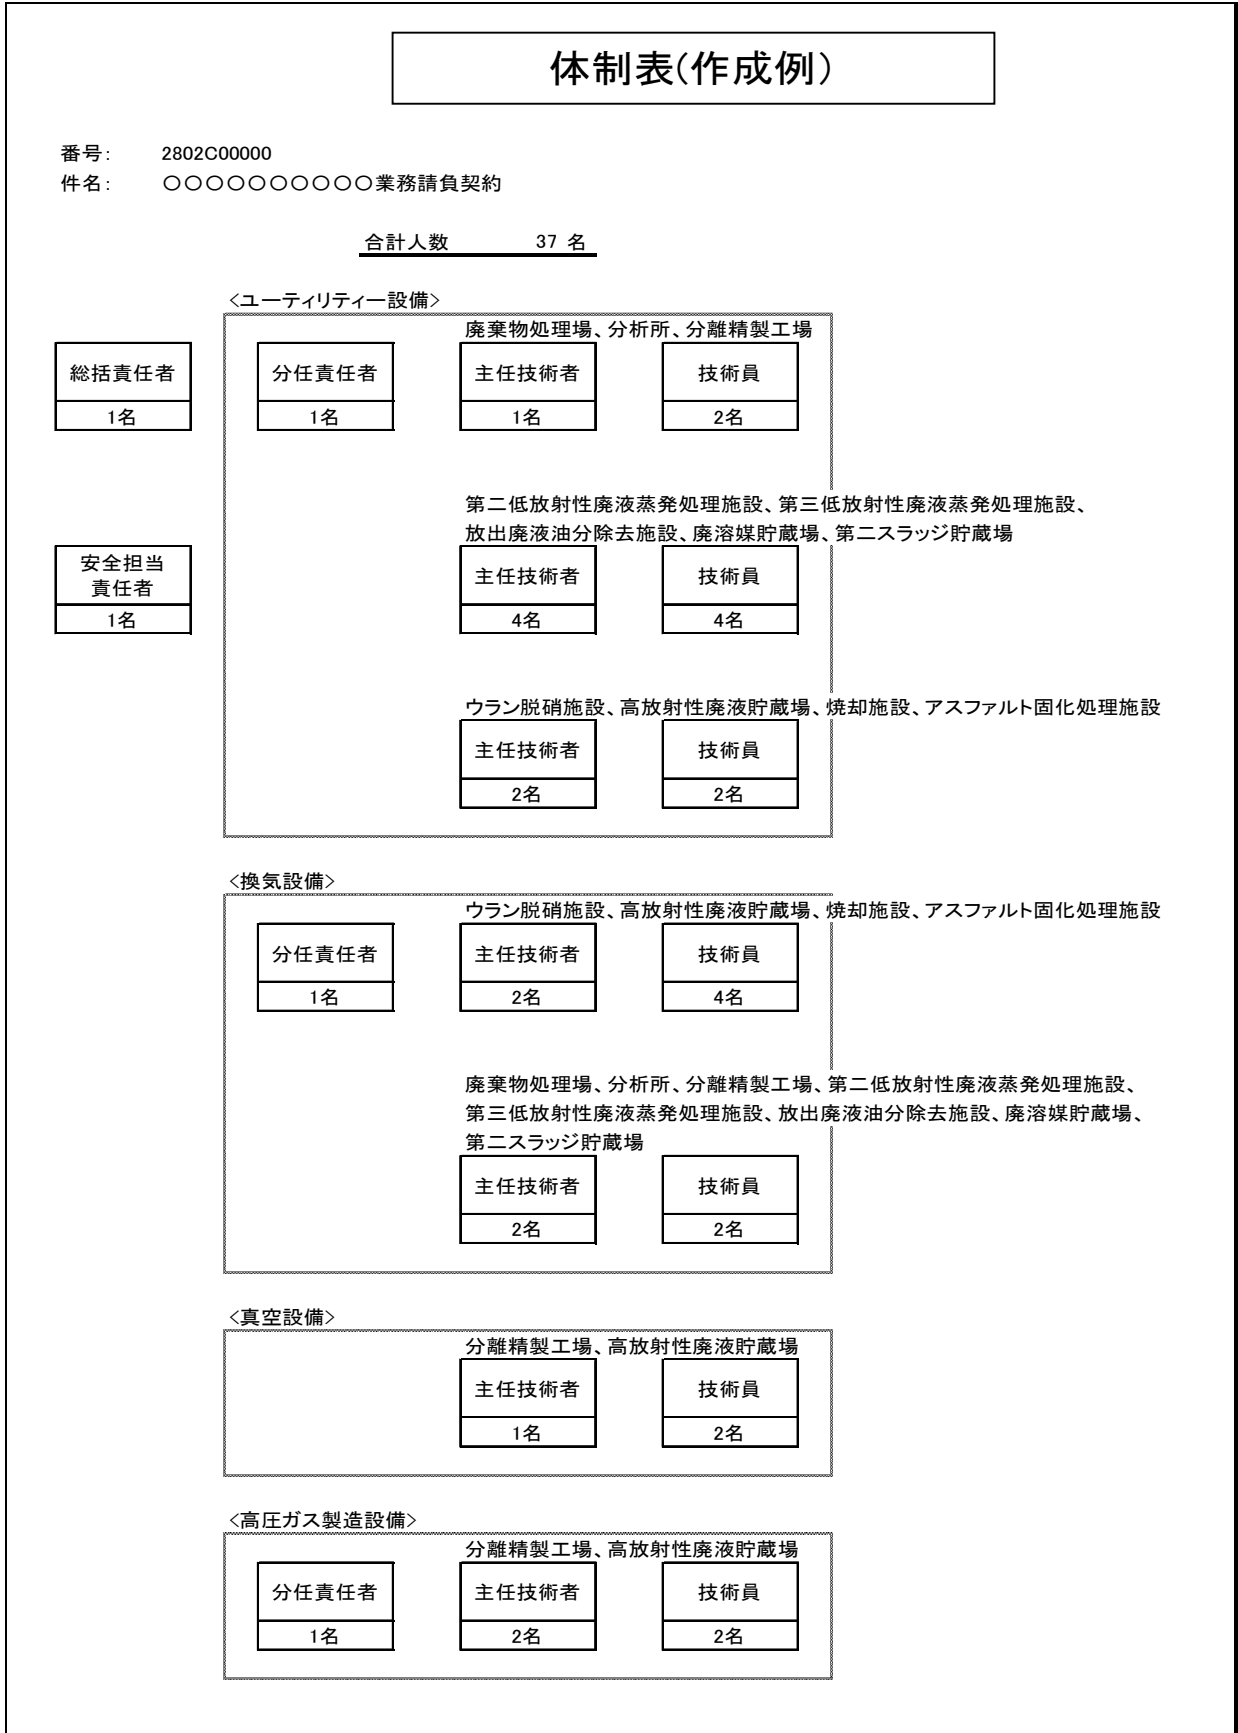 体制表(作成例)
番号: 2802C00000
件名: 〇〇〇〇〇〇〇〇〇〇業務請負契約
合計人数 37 名
<ユーティリティー設備>
廃棄物処理場、分析所、分離精製工場
総括責任者 分任責任者 主任技術者 技術員
1名 1名 1名 2名
第二低放射性廃液蒸発処理施設、第三低放射性廃液蒸発処理施設、
放出廃液油分除去施設、廃溶媒貯蔵場、第二スラッジ貯蔵場
安全担当
責任者
主任技術者 技術員
1名 4名 4名
ウラン脱硝施設、高放射性廃液貯蔵場、焼却施設、アスファルト固化処理施設
主任技術者 技術員
2名 2名
<換気設備>
ウラン脱硝施設、高放射性廃液貯蔵場、焼却施設、アスファルト固化処理施設
分任責任者 主任技術者 技術員
1名 2名 4名
廃棄物処理場、分析所、分離精製工場、第二低放射性廃液蒸発処理施設、
第三低放射性廃液蒸発処理施設、放出廃液油分除去施設、廃溶媒貯蔵場、
第二スラッジ貯蔵場
主任技術者 技術員
2名 2名
<真空設備>
分離精製工場、高放射性廃液貯蔵場
主任技術者 技術員
1名 2名
<高圧ガス製造設備>
分離精製工場、高放射性廃液貯蔵場
分任責任者 主任技術者 技術員
1名 2名 2名